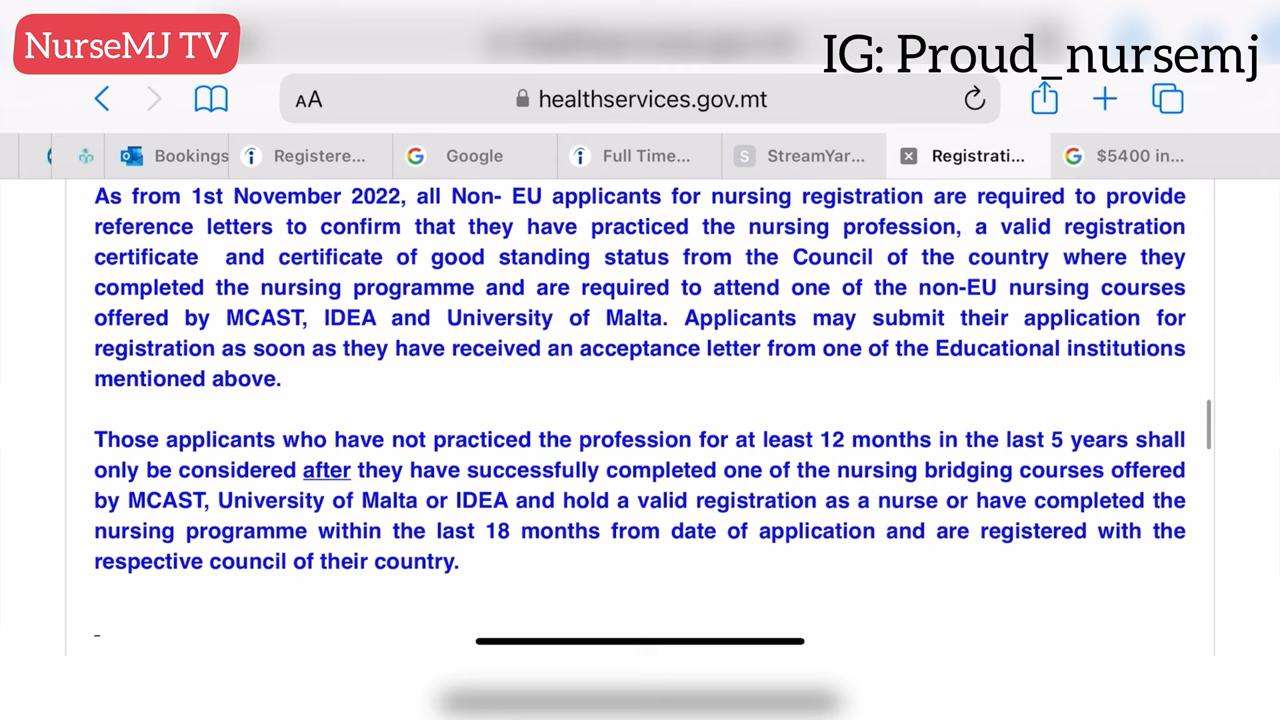 NurseMJ TV
IG: Proud_nursemj
AA
healthservices.gov.mt
Bookings
Registere...
Google
Full Time...
S
StreamYar...
Registrati...
$5400 in...
As from 1st November 2022, all Non- EU applicants for nursing registration are required to provide
reference letters to confirm that they have practiced the nursing profession, a valid registration
certificate and certificate of good standing status from the Council of the country where they
completed the nursing programme and are required to attend one of the non-EU nursing courses
offered by MCAST, IDEA and University of Malta. Applicants may submit their application for
registration as soon as they have received an acceptance letter from one of the Educational institutions
mentioned above.
Those applicants who have not practiced the profession for at least 12 months in the last 5 years shall
only be considered after they have successfully completed one of the nursing bridging courses offered
by MCAST, University of Malta or IDEA and hold a valid registration as a nurse or have completed the
nursing programme within the last 18 months from date of application and are registered with the
respective council of their country.